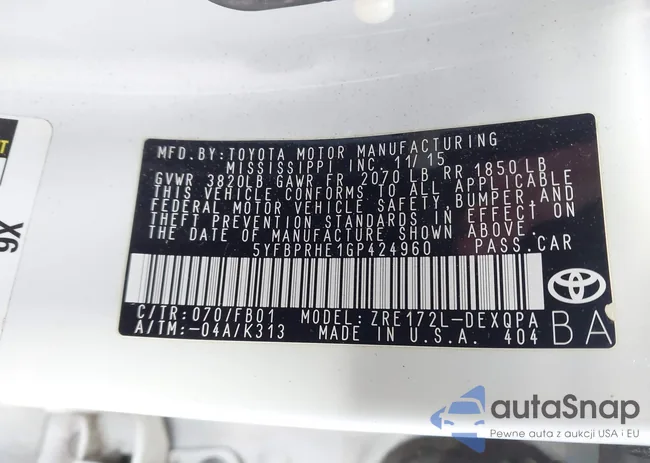 MFD.BY:TOYOTA MOTOR MANUFACTURING
MISSISSIPPI INC. 11/15
GVWR 3820LB GAWR FR 2070 LB RR 1850 LB
THIS VEHICLE CONFORMS TO ALL APPLICABLE
FEDERAL MOTOR VEHICLE SAFETY, BUMPER, AND
THEFT PREVENTION STANDARDS IN EFFECT ON
THE DATE OF MANUFACTURE SHOWN ABOVE.
5YFBPRHE1GP424960 PASS.CAR
C/TR:070/FB01 MODEL:ZRE172L-DEXQPA
A/TM:-04A/K313 MADE IN U.S.A. 404
BA
9X
autaSnap
Pewne auta z aukcji USA i EU